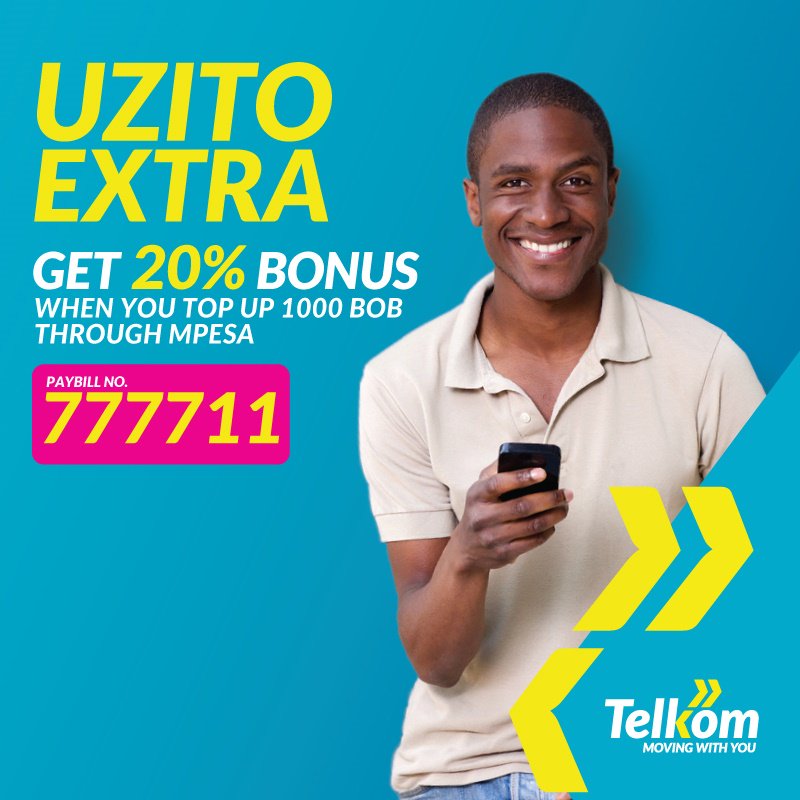 UZITO
EXTRA
GET 20% BONUS
WHEN YOU TOP UP 1000 BOB
THROUGH MPESA
PAYBILL NO.
777711
Telkom
MOVING WITH YOU